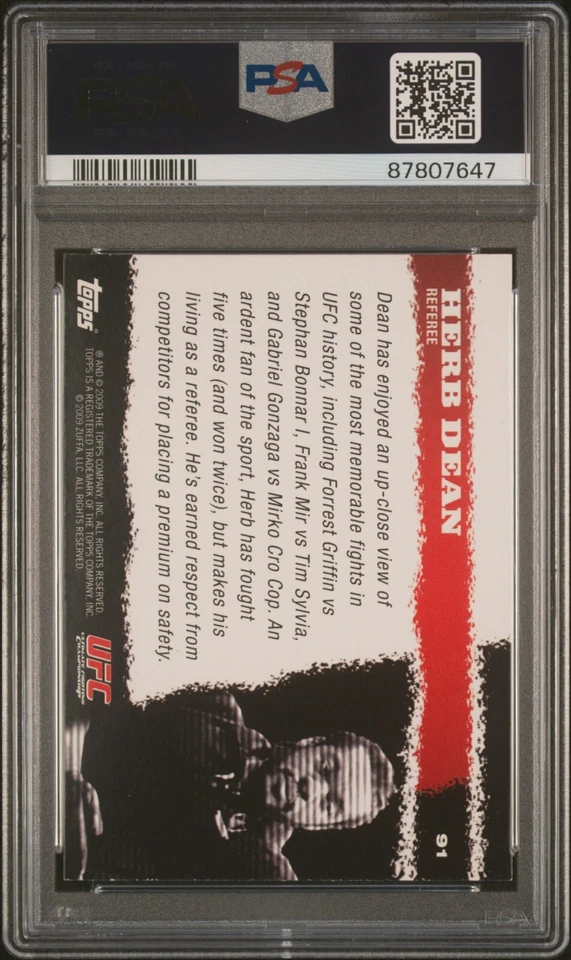 PSA
87807647
HERB DEAN
REFEREE
91
Dean has enjoyed an up-close view of
some of the most memorable fights in
UFC history, including Forrest Griffin vs
Stephan Bonnar I, Frank Mir vs Tim Sylvia,
and Gabriel Gonzaga vs Mirko Cro Cop. An
ardent fan of the sport, Herb has fought
five times (and won twice), but makes his
living as a referee. He's earned respect from
competitors for placing a premium on safety.
Topps
® AND © 2009 THE TOPPS COMPANY, INC. ALL RIGHTS RESERVED.
TOPPS IS A REGISTERED TRADEMARK OF THE TOPPS COMPANY, INC.
© 2009 ZUFFA, LLC. ALL RIGHTS RESERVED
UFC
ULTIMATE FIGHTING
CHAMPIONSHIP
PSA